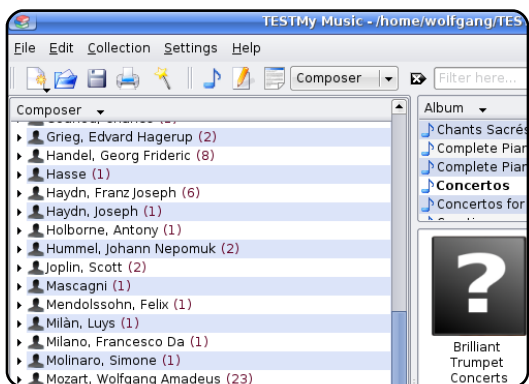 TESTMy Music - /home/wolfgang/TES
File Edit Collection Settings Help
Composer Filter here...
Composer
Grieg, Edvard Hagerup (2)
Handel, Georg Frideric (8)
Hasse (1)
Haydn, Franz Joseph (6)
Haydn, Joseph (1)
Holborne, Antony (1)
Hummel, Johann Nepomuk (2)
Joplin, Scott (2)
Mascagni (1)
Mendolssohn, Felix (1)
Milàn, Luys (1)
Milano, Francesco Da (1)
Molinaro, Simone (1)
Mozart, Wolfgang Amadeus (23)
Album
Chants Sacrés
Complete Pian
Complete Pian
Concertos
Concertos for
?
Brilliant
Trumpet
Concerts